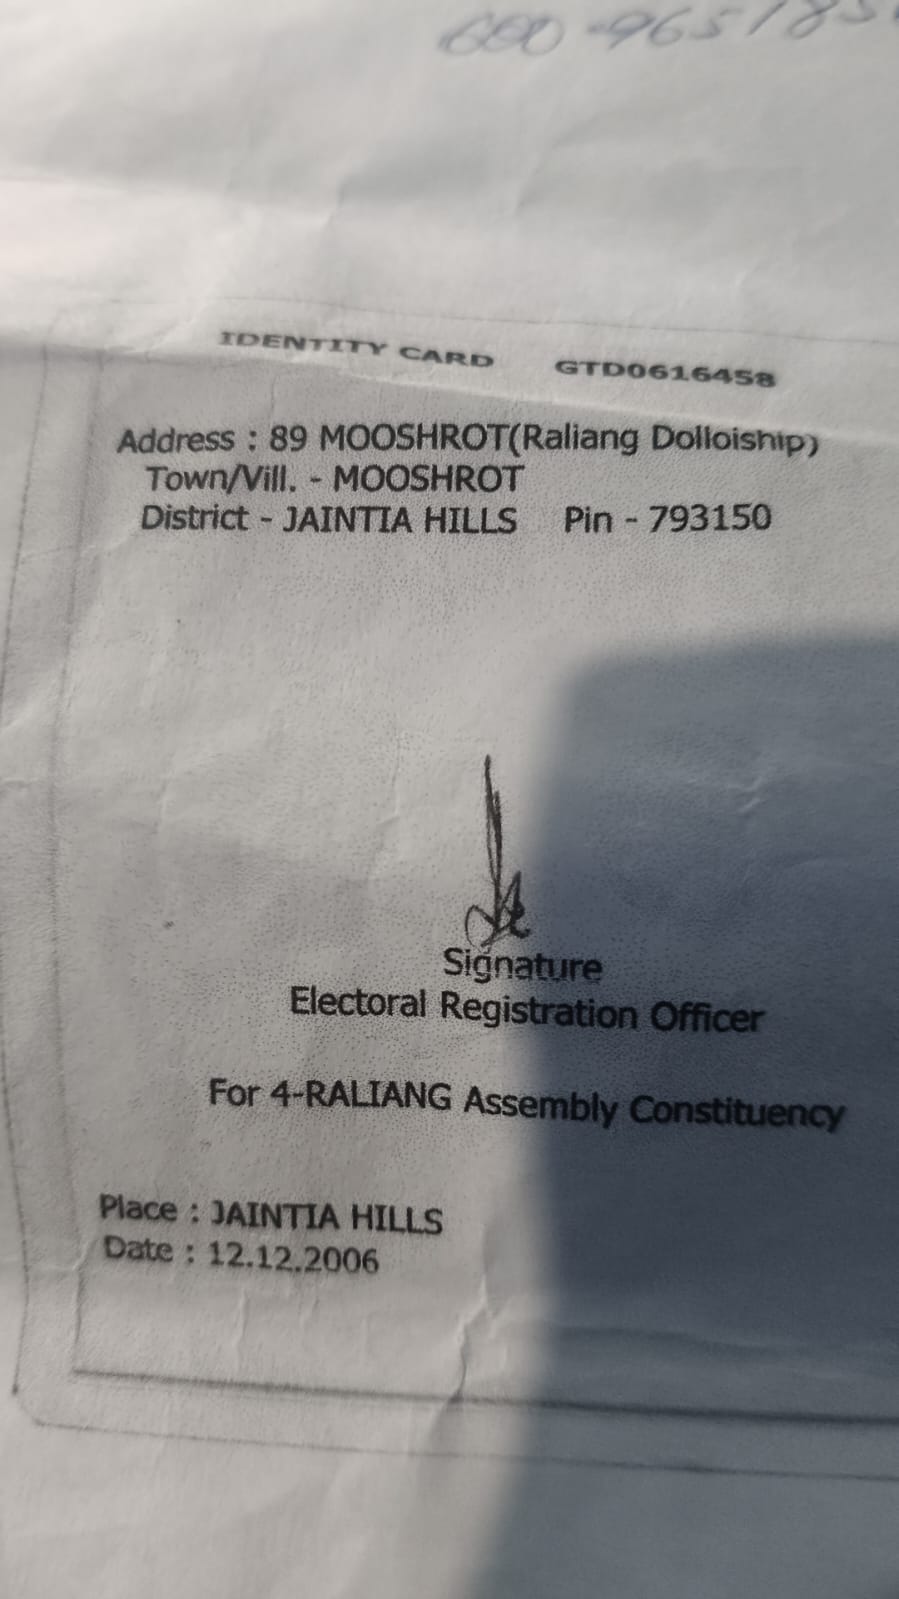 IDENTITY CARD GTD0616458
Address : 89 MOOSHROT(Raliang Dolloiship)
Town/Vill. - MOOSHROT
District - JAINTIA HILLS Pin - 793150
Signature
Electoral Registration Officer
For 4-RALIANG Assembly Constituency
Place : JAINTIA HILLS
Date : 12.12.2006